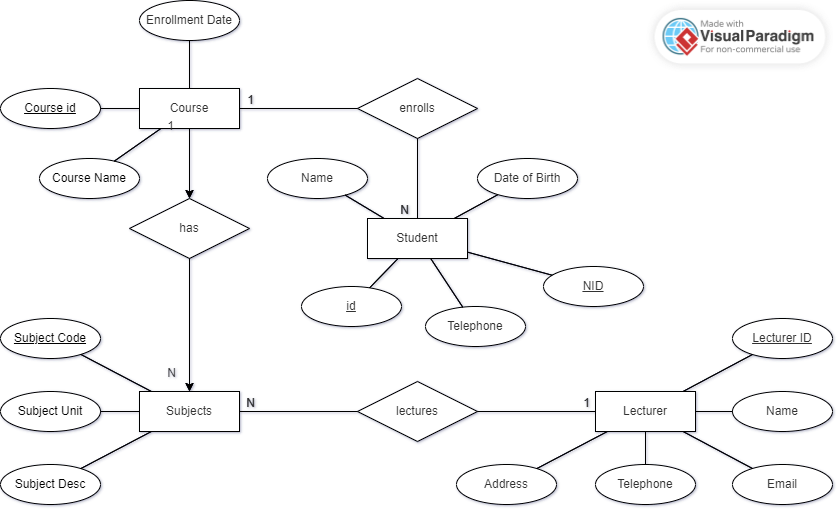 Enrollment Date
Made with
VisualParadigm
For non-commercial use
Course id
Course
1
enrolls
1
Course Name
Name
Date of Birth
N
has
Student
id
NID
Telephone
Subject Code
Lecturer ID
N
Subject Unit
Subjects
N
lectures
1
Lecturer
Name
Subject Desc
Address
Telephone
Email